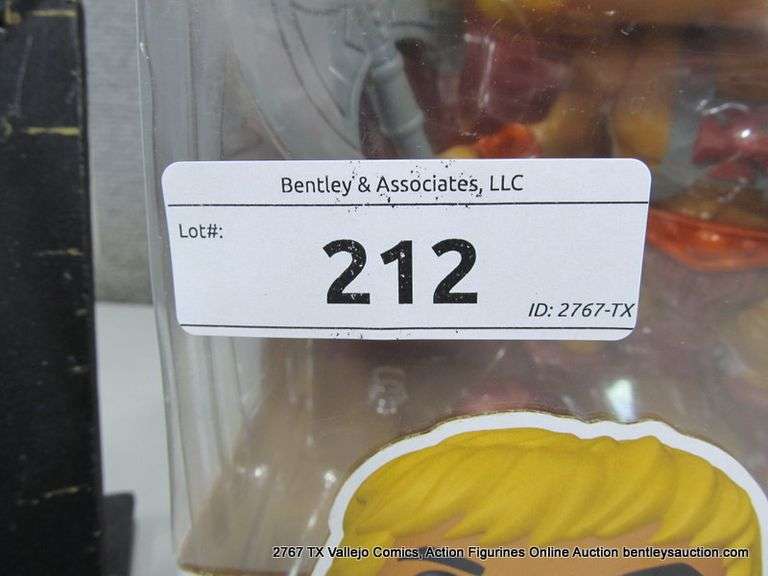 Bentley & Associates, LLC
Lot#:
212
ID: 2767-TX
2767 TX Vallejo Comics, Action Figurines Online Auction bentleysauction.com